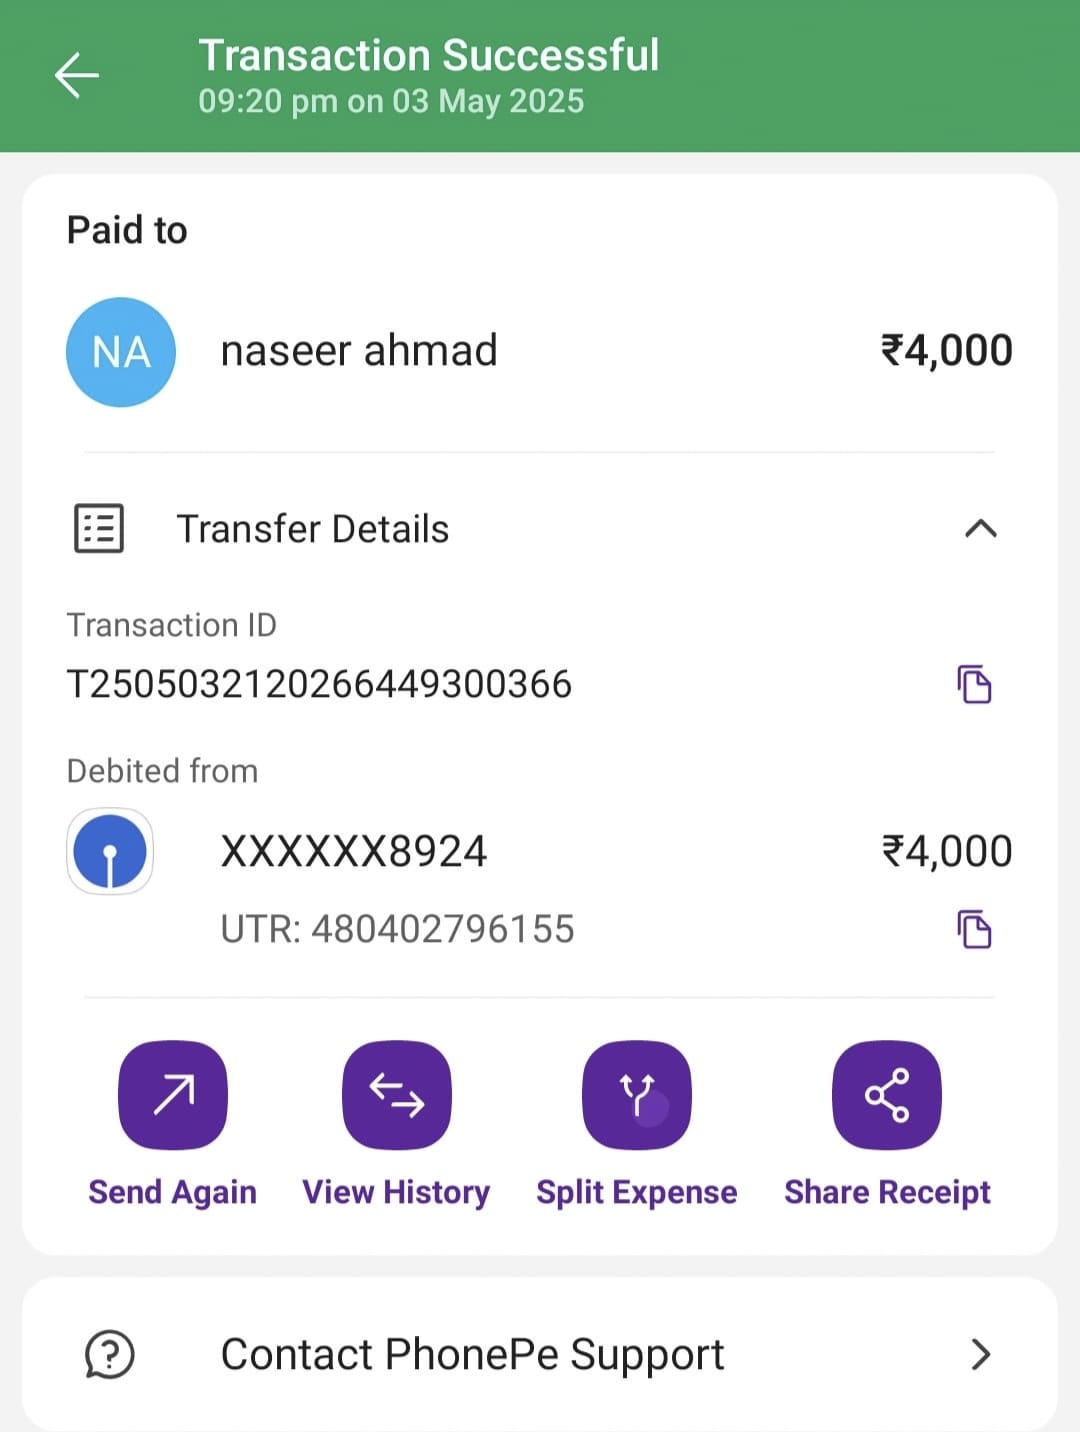 Transaction Successful
09:20 pm on 03 May 2025
Paid to
NA
naseer ahmad
₹4,000
Transfer Details
Transaction ID
T2505032120266449300366
Debited from
XXXXXX8924
₹4,000
UTR: 480402796155
Send Again
View History
Split Expense
Share Receipt
Contact PhonePe Support